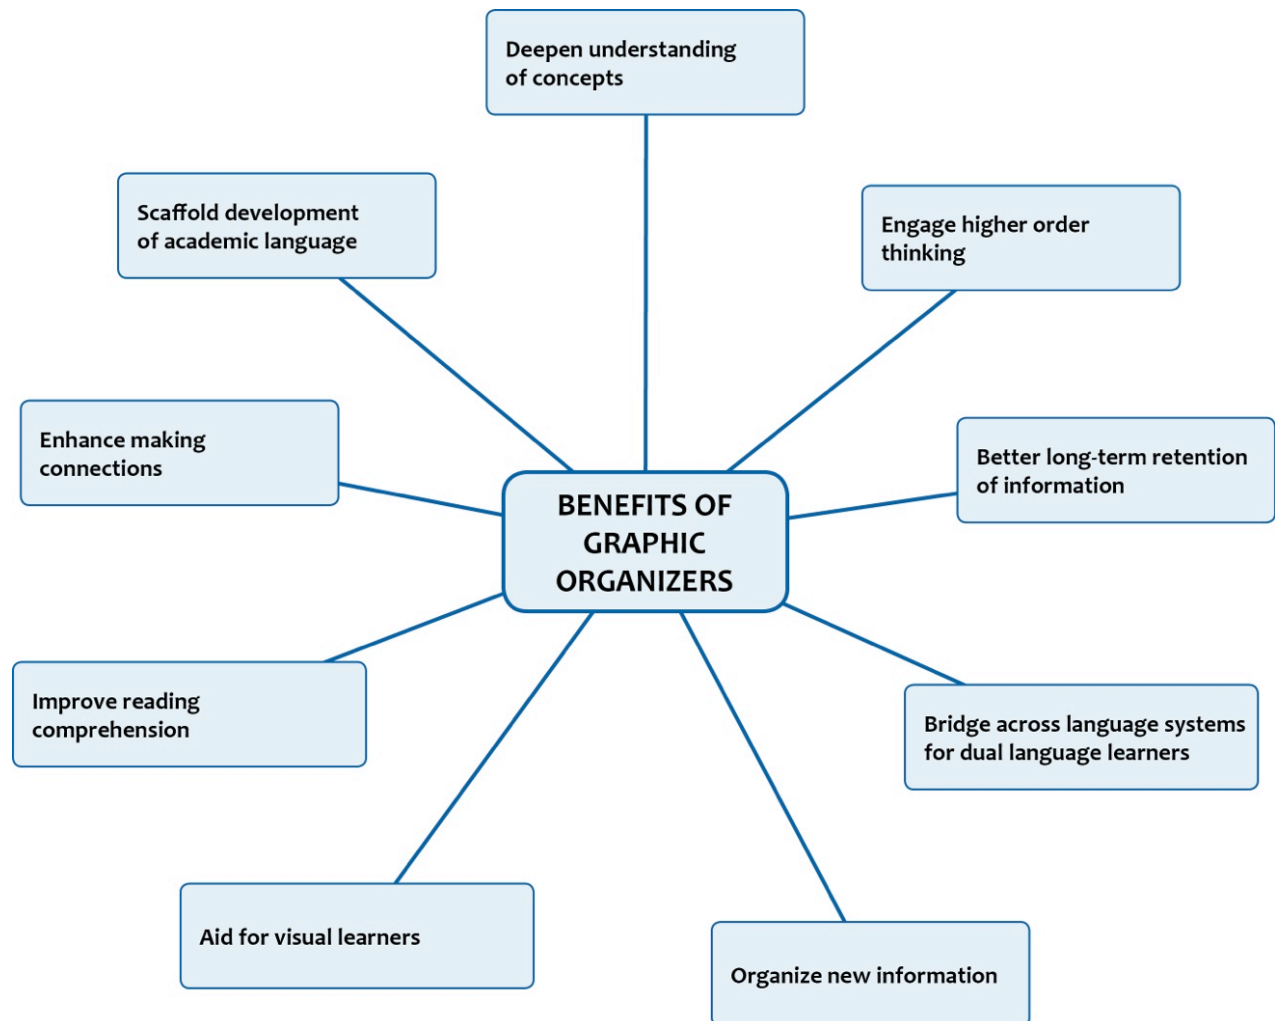 Deepen understanding
of concepts
Scaffold development
of academic language
Engage higher order
thinking
Enhance making
connections
Better long-term retention
of information
BENEFITS OF
GRAPHIC
ORGANIZERS
Improve reading
comprehension
Bridge across language systems
for dual language learners
Aid for visual learners
Organize new information